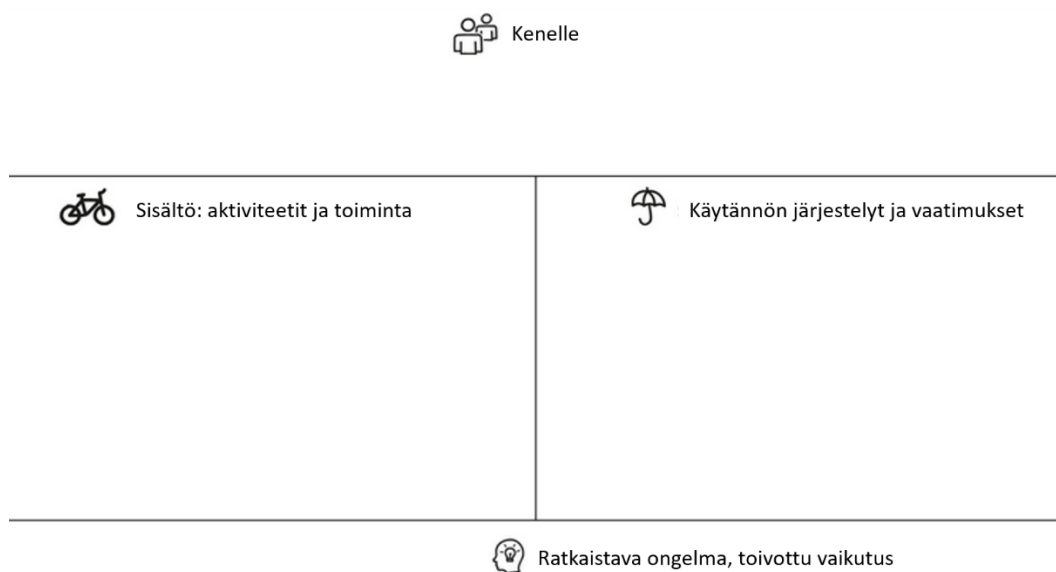 Kenelle
Sisältö: aktiviteetit ja toiminta
Käytännön järjestelyt ja vaatimukset
Ratkaistava ongelma, toivottu vaikutus